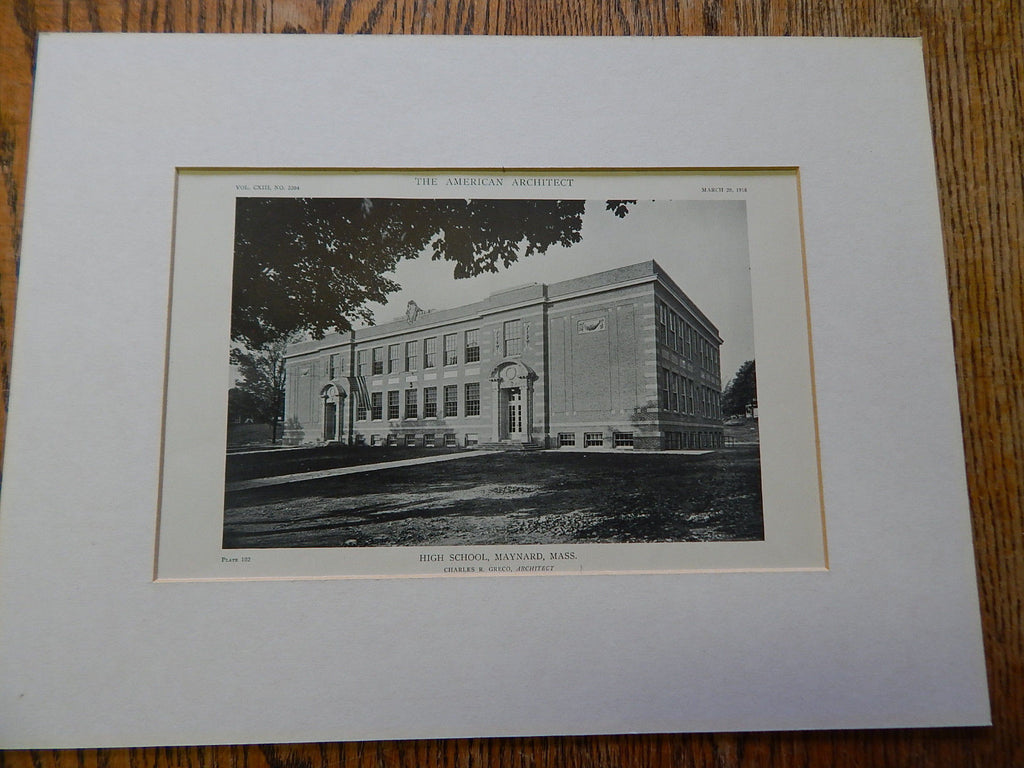 THE AMERICAN ARCHITECT
VOL. CXIII, NO. 2204
MARCH 20, 1918
PLATE 102
HIGH SCHOOL, MAYNARD, MASS.
CHARLES R. GRECO, ARCHITECT